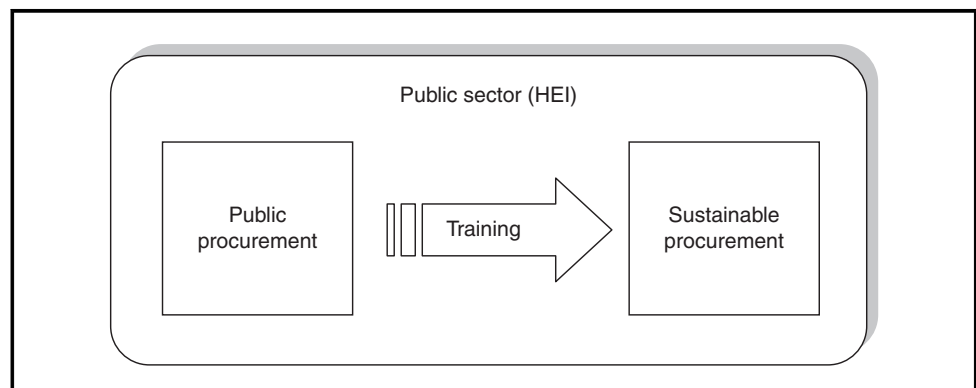 Public sector (HEI)
Public
procurement
Training
Sustainable
procurement